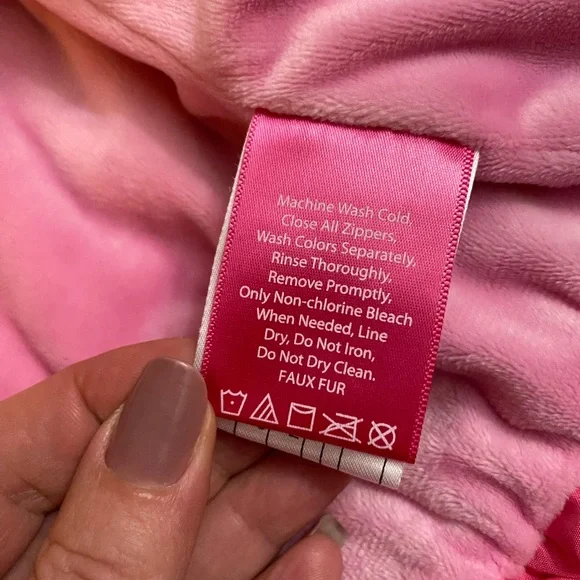 Machine Wash Cold,
Close All Zippers,
Wash Colors Separately,
Rinse Thoroughly,
Remove Promptly,
Only Non-chlorine Bleach
When Needed, Line
Dry, Do Not Iron,
Do Not Dry Clean.
FAUX FUR